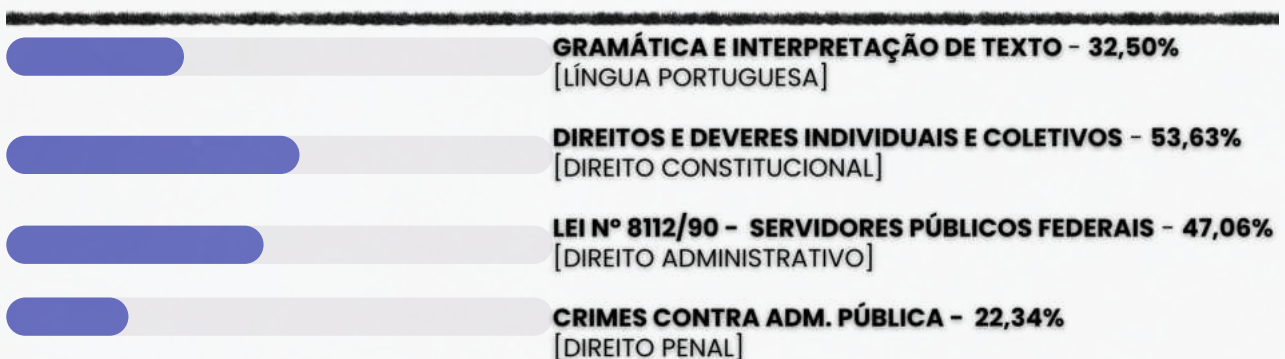 GRAMÁTICA E INTERPRETAÇÃO DE TEXTO - 32,50%
[LÍNGUA PORTUGUESA]
DIREITOS E DEVERES INDIVIDUAIS E COLETIVOS - 53,63%
[DIREITO CONSTITUCIONAL]
LEI Nº 8112/90 - SERVIDORES PÚBLICOS FEDERAIS - 47,06%
[DIREITO ADMINISTRATIVO]
CRIMES CONTRA ADM. PÚBLICA - 22,34%
[DIREITO PENAL]